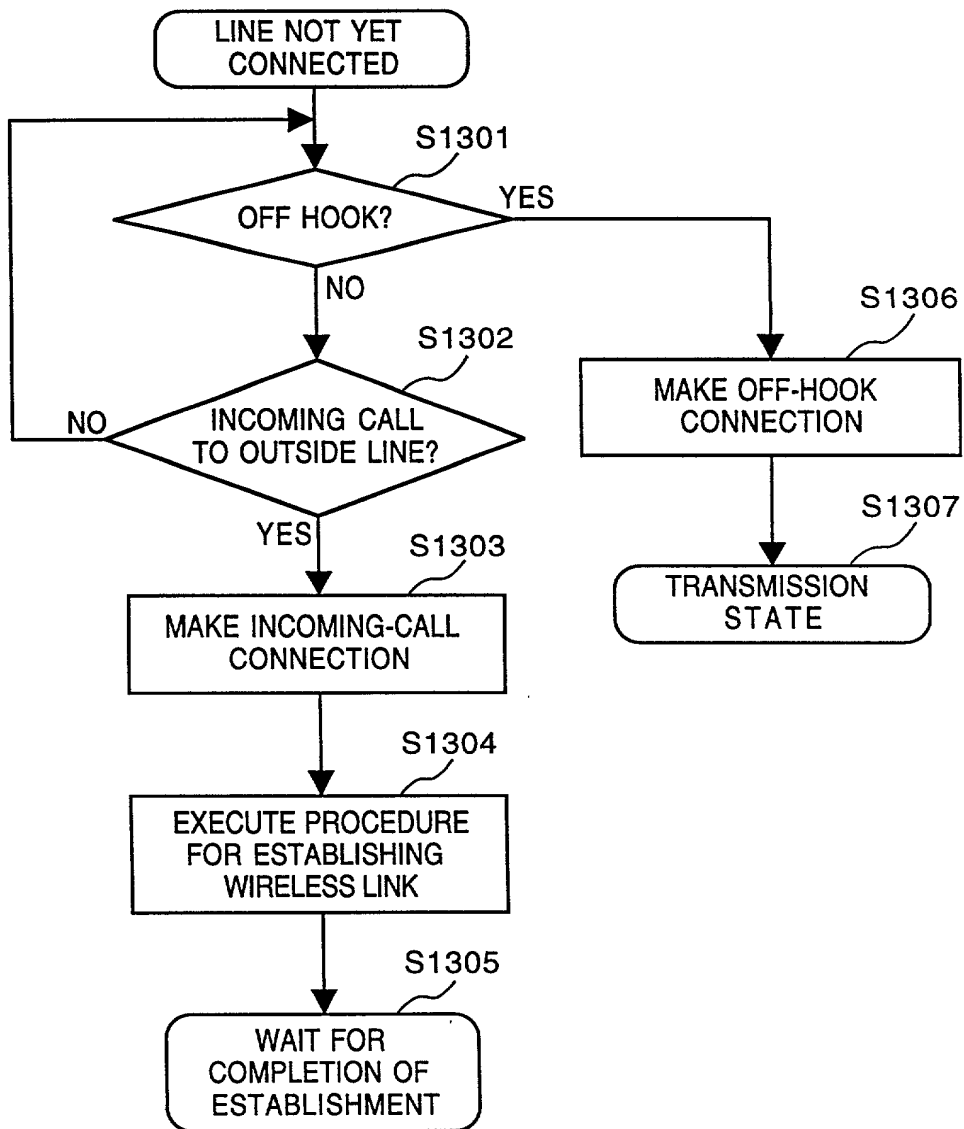 LINE NOT YET
CONNECTED
S1301
OFF HOOK?
YES
NO
S1302
INCOMING CALL
TO OUTSIDE LINE?
NO
YES
S1303
MAKE INCOMING-CALL
CONNECTION
S1304
EXECUTE PROCEDURE
FOR ESTABLISHING
WIRELESS LINK
S1305
WAIT FOR
COMPLETION OF
ESTABLISHMENT
S1306
MAKE OFF-HOOK
CONNECTION
S1307
TRANSMISSION
STATE